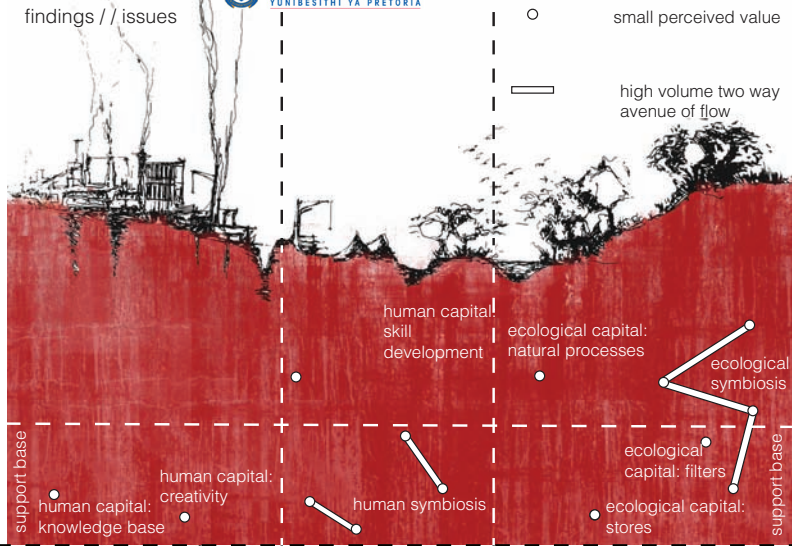 YUNIBESITHI YA PRETORIA
findings // issues
small perceived value
high volume two way
avenue of flow
human capital:
skill
development
ecological capital:
natural processes
ecological
symbiosis
support base
human capital:
knowledge base
human capital:
creativity
human symbiosis
ecological
capital: filters
ecological capital:
stores
support base